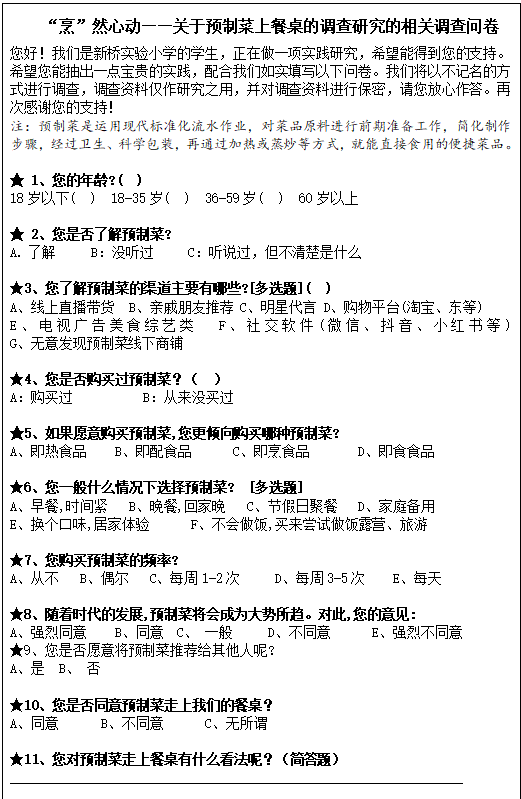 “烹”然心动——关于预制菜上餐桌的调查研究的相关调查问卷
您好！我们是新桥实验小学的学生，正在做一项实践研究，希望能得到您的支持。
希望您能抽出一点宝贵的实践，配合我们如实填写以下问卷。我们将以不记名的方
式进行调查，调查资料仅作研究之用，并对调查资料进行保密，请您放心作答。再
次感谢您的支持!
注：预制菜是运用现代标准化流水作业，对菜品原料进行前期准备工作，简化制作
步骤，经过卫生、科学包装，再通过加热或蒸炒等方式，就能直接食用的便捷菜品。
★ 1、您的年龄?( )
18岁以下( ) 18-35岁( ) 36-59岁( ) 60岁以上
★ 2、您是否了解预制菜？
A. 了解 B：没听过 C：听说过，但不清楚是什么
★3、您了解预制菜的渠道主要有哪些?[多选题]( )
A、线上直播带货 B、亲戚朋友推荐 C、明星代言 D、购物平台(淘宝、东等)
E、电视广告美食综艺类 F、社交软件(微信、抖音、小红书等)
G、无意发现预制菜线下商铺
★4、您是否购买过预制菜？（ ）
A：购买过 B：从来没买过
★5、如果愿意购买预制菜,您更倾向购买哪种预制菜？
A、即热食品 B、即配食品 C、即烹食品 D、即食食品
★6、您一般什么情况下选择预制菜？ [多选题]
A、早餐,时间紧 B、晚餐,回家晚 C、节假日聚餐 D、家庭备用
E、换个口味,居家体验 F、不会做饭,买来尝试做饭露营、旅游
★7、您购买预制菜的频率？
A、从不 B、偶尔 C、每周1-2次 D、每周3-5次 E、每天
★8、随着时代的发展,预制菜将会成为大势所趋。对此,您的意见:
A、强烈同意 B、同意 C、 一般 D、不同意 E、强烈不同意
★9、您是否愿意将预制菜推荐给其他人呢?
A、是 B、 否
★10、您是否同意预制菜走上我们的餐桌？
A、同意 B、不同意 C、无所谓
★11、您对预制菜走上餐桌有什么看法呢？（简答题）